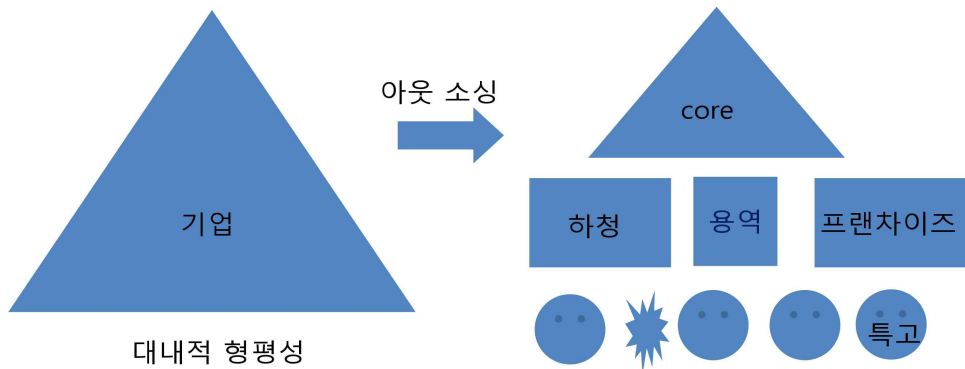 아웃 소싱
core
기업
하청
용역
프랜차이즈
특고
대내적 형평성